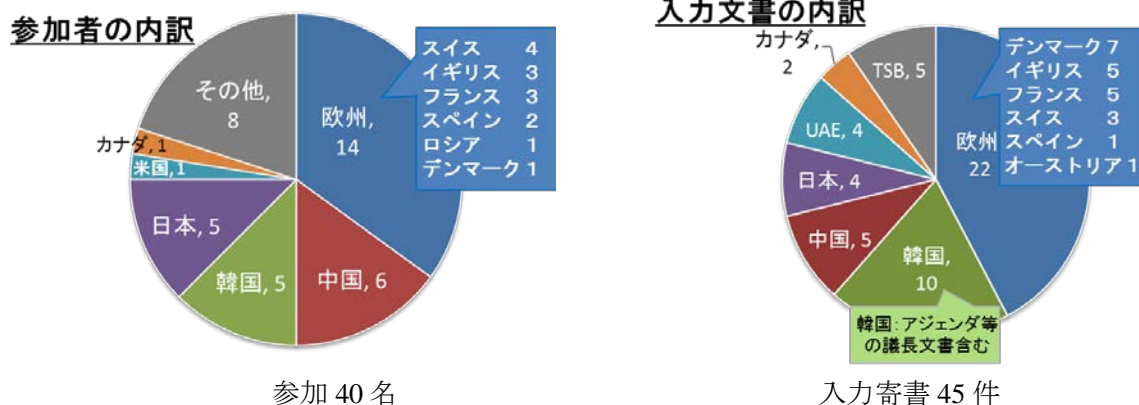 参加者の内訳
スイス 4
イギリス 3
フランス 3
スペイン 2
ロシア 1
デンマーク 1
欧州,
14
中国, 6
韓国, 5
日本, 5
米国, 1
カナダ, 1
その他,
8
参加 40 名
入力文書の内訳
デンマーク 7
イギリス 5
フランス 5
スイス 3
スペイン 1
オーストリア 1
欧州
22
韓国,
10
韓国：アジェンダ等
の議長文書含む
中国, 5
日本, 4
UAE, 4
カナダ,
2
TSB, 5
入力寄書 45 件